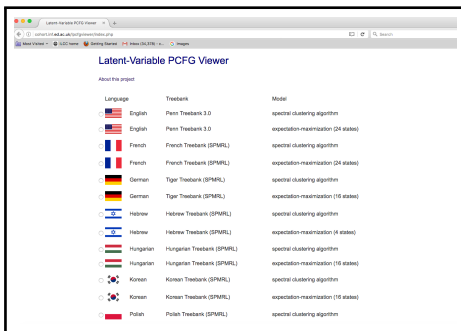 Latent-Variable PCFG Viewer
cohort.inf.ed.ac.uk/lpcfgviewer/index.php
Search
Most Visited
ILCC home
Getting Started
Images
Latent-Variable PCFG Viewer
About this project
Language Treebank Model
English Penn Treebank 3.0 spectral clustering algorithm
English Penn Treebank 3.0 expectation-maximization (24 states)
French French Treebank (SPMRL) spectral clustering algorithm
French French Treebank (SPMRL) expectation-maximization (24 states)
German Tiger Treebank (SPMRL) spectral clustering algorithm
German Tiger Treebank (SPMRL) expectation-maximization (16 states)
Hebrew Hebrew Treebank (SPMRL) spectral clustering algorithm
Hebrew Hebrew Treebank (SPMRL) expectation-maximization (4 states)
Hungarian Hungarian Treebank (SPMRL) spectral clustering algorithm
Hungarian Hungarian Treebank (SPMRL) expectation-maximization (16 states)
Korean Korean Treebank (SPMRL) spectral clustering algorithm
Korean Korean Treebank (SPMRL) expectation-maximization (16 states)
Polish Polish Treebank (SPMRL) spectral clustering algorithm